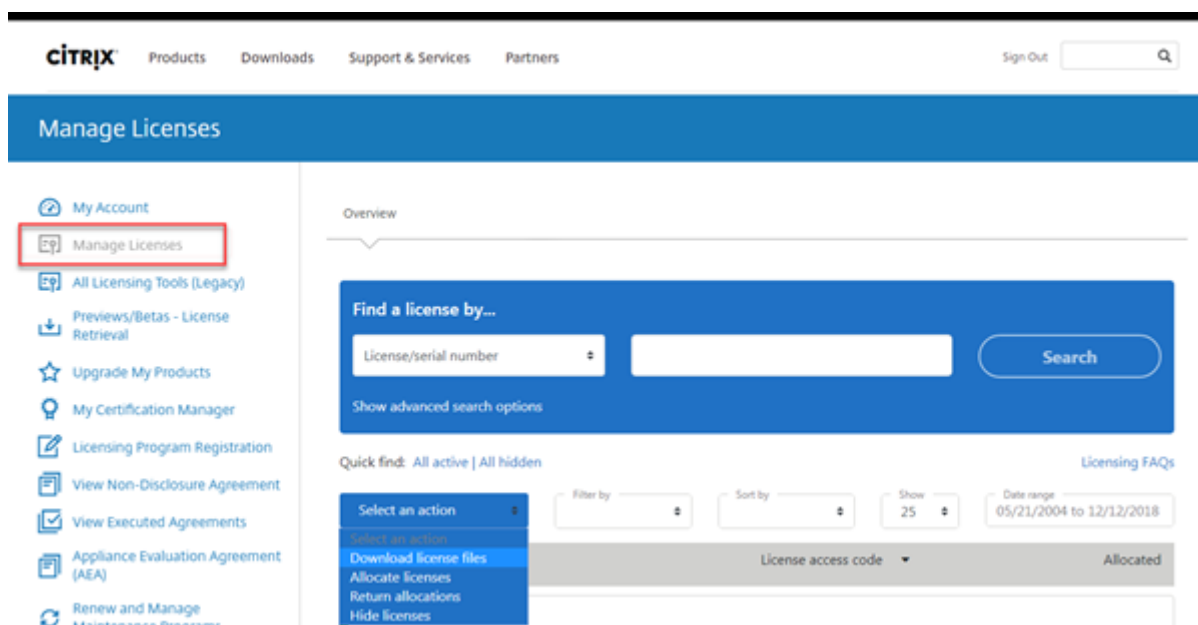 CITRIX Products Downloads Support & Services Partners Sign Out
Manage Licenses
My Account
Manage Licenses
All Licensing Tools (Legacy)
Previews/Betas - License
Retrieval
Upgrade My Products
My Certification Manager
Licensing Program Registration
View Non-Disclosure Agreement
View Executed Agreements
Appliance Evaluation Agreement
(AEA)
Renew and Manage
Maintenance Programs
Overview
Find a license by...
License/serial number
Search
Show advanced search options
Quick find: All active | All hidden
Licensing FAQs
Select an action
Filter by
Sort by
Show
25
Date range
05/21/2004 to 12/12/2018
Select an action
Download license files
Allocate licenses
Return allocations
Hide licenses
License access code
Allocated